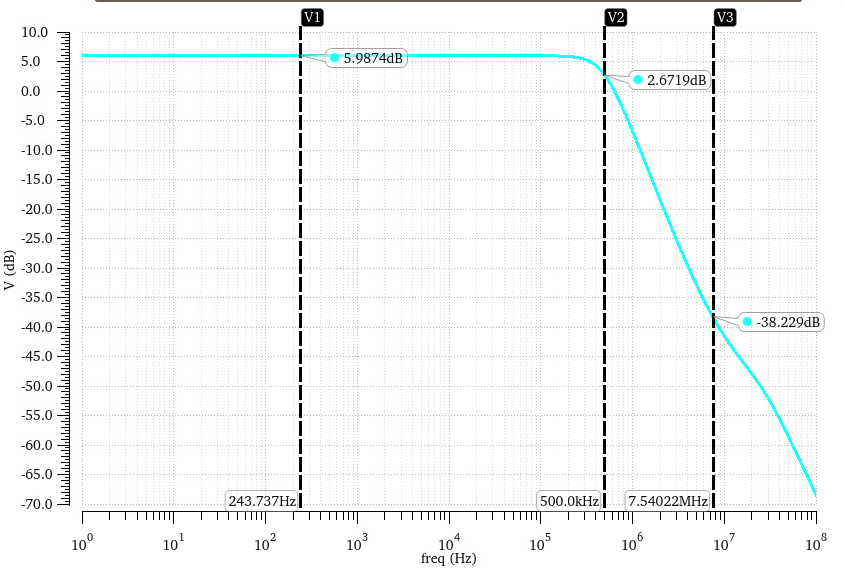 V1 V2 V3
10.0
5.0
0.0
-5.0
-10.0
-15.0
-20.0
-25.0
-30.0
-35.0
-40.0
-45.0
-50.0
-55.0
-60.0
-65.0
-70.0
V (dB)
5.9874dB
2.6719dB
-38.229dB
243.737Hz 500.0kHz 7.54022MHz
10⁰ 10¹ 10² 10³ 10⁴ 10⁵ 10⁶ 10⁷ 10⁸
freq (Hz)